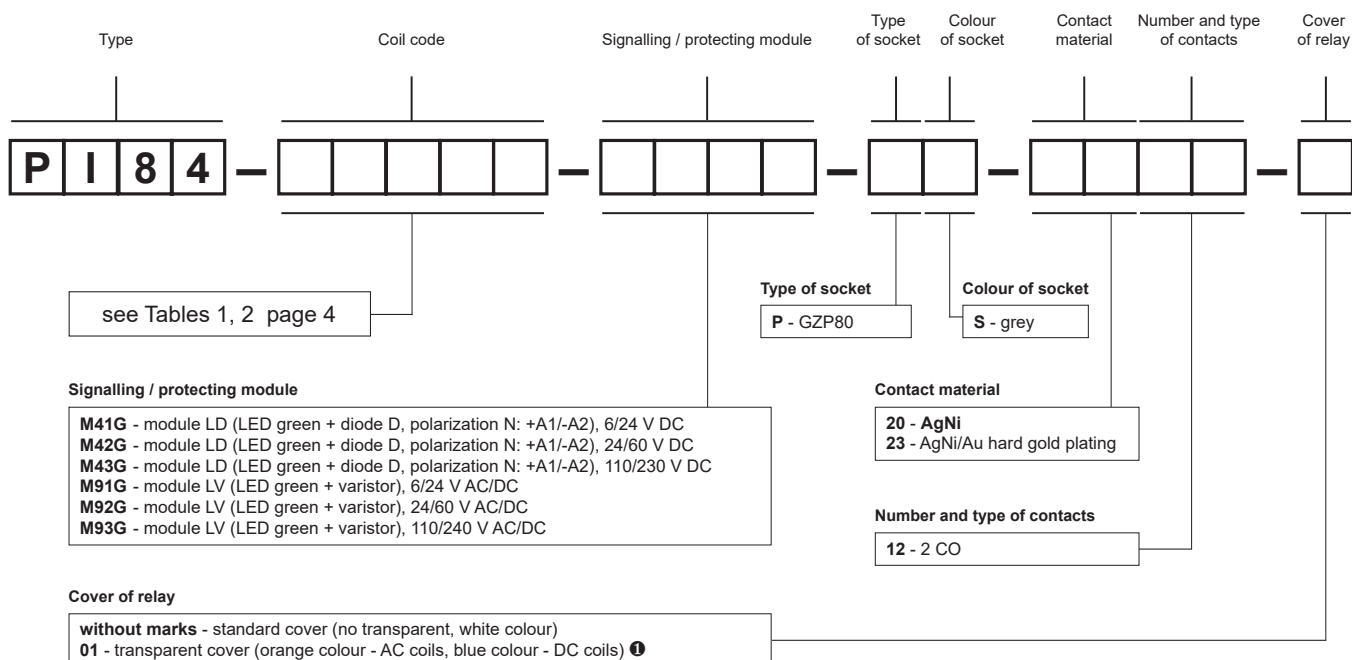 Type
Coil code
Signalling / protecting module
Type of socket
Colour of socket
Contact material
Number and type of contacts
Cover of relay
P I 8 4 – – – – –
see Tables 1, 2 page 4
Type of socket
P - GZP80
Colour of socket
S - grey
Signalling / protecting module
M41G - module LD (LED green + diode D, polarization N: +A1/-A2), 6/24 V DC
M42G - module LD (LED green + diode D, polarization N: +A1/-A2), 24/60 V DC
M43G - module LD (LED green + diode D, polarization N: +A1/-A2), 110/230 V DC
M91G - module LV (LED green + varistor), 6/24 V AC/DC
M92G - module LV (LED green + varistor), 24/60 V AC/DC
M93G - module LV (LED green + varistor), 110/240 V AC/DC
Contact material
20 - AgNi
23 - AgNi/Au hard gold plating
Number and type of contacts
12 - 2 CO
Cover of relay
without marks - standard cover (no transparent, white colour)
01 - transparent cover (orange colour - AC coils, blue colour - DC coils) ❶